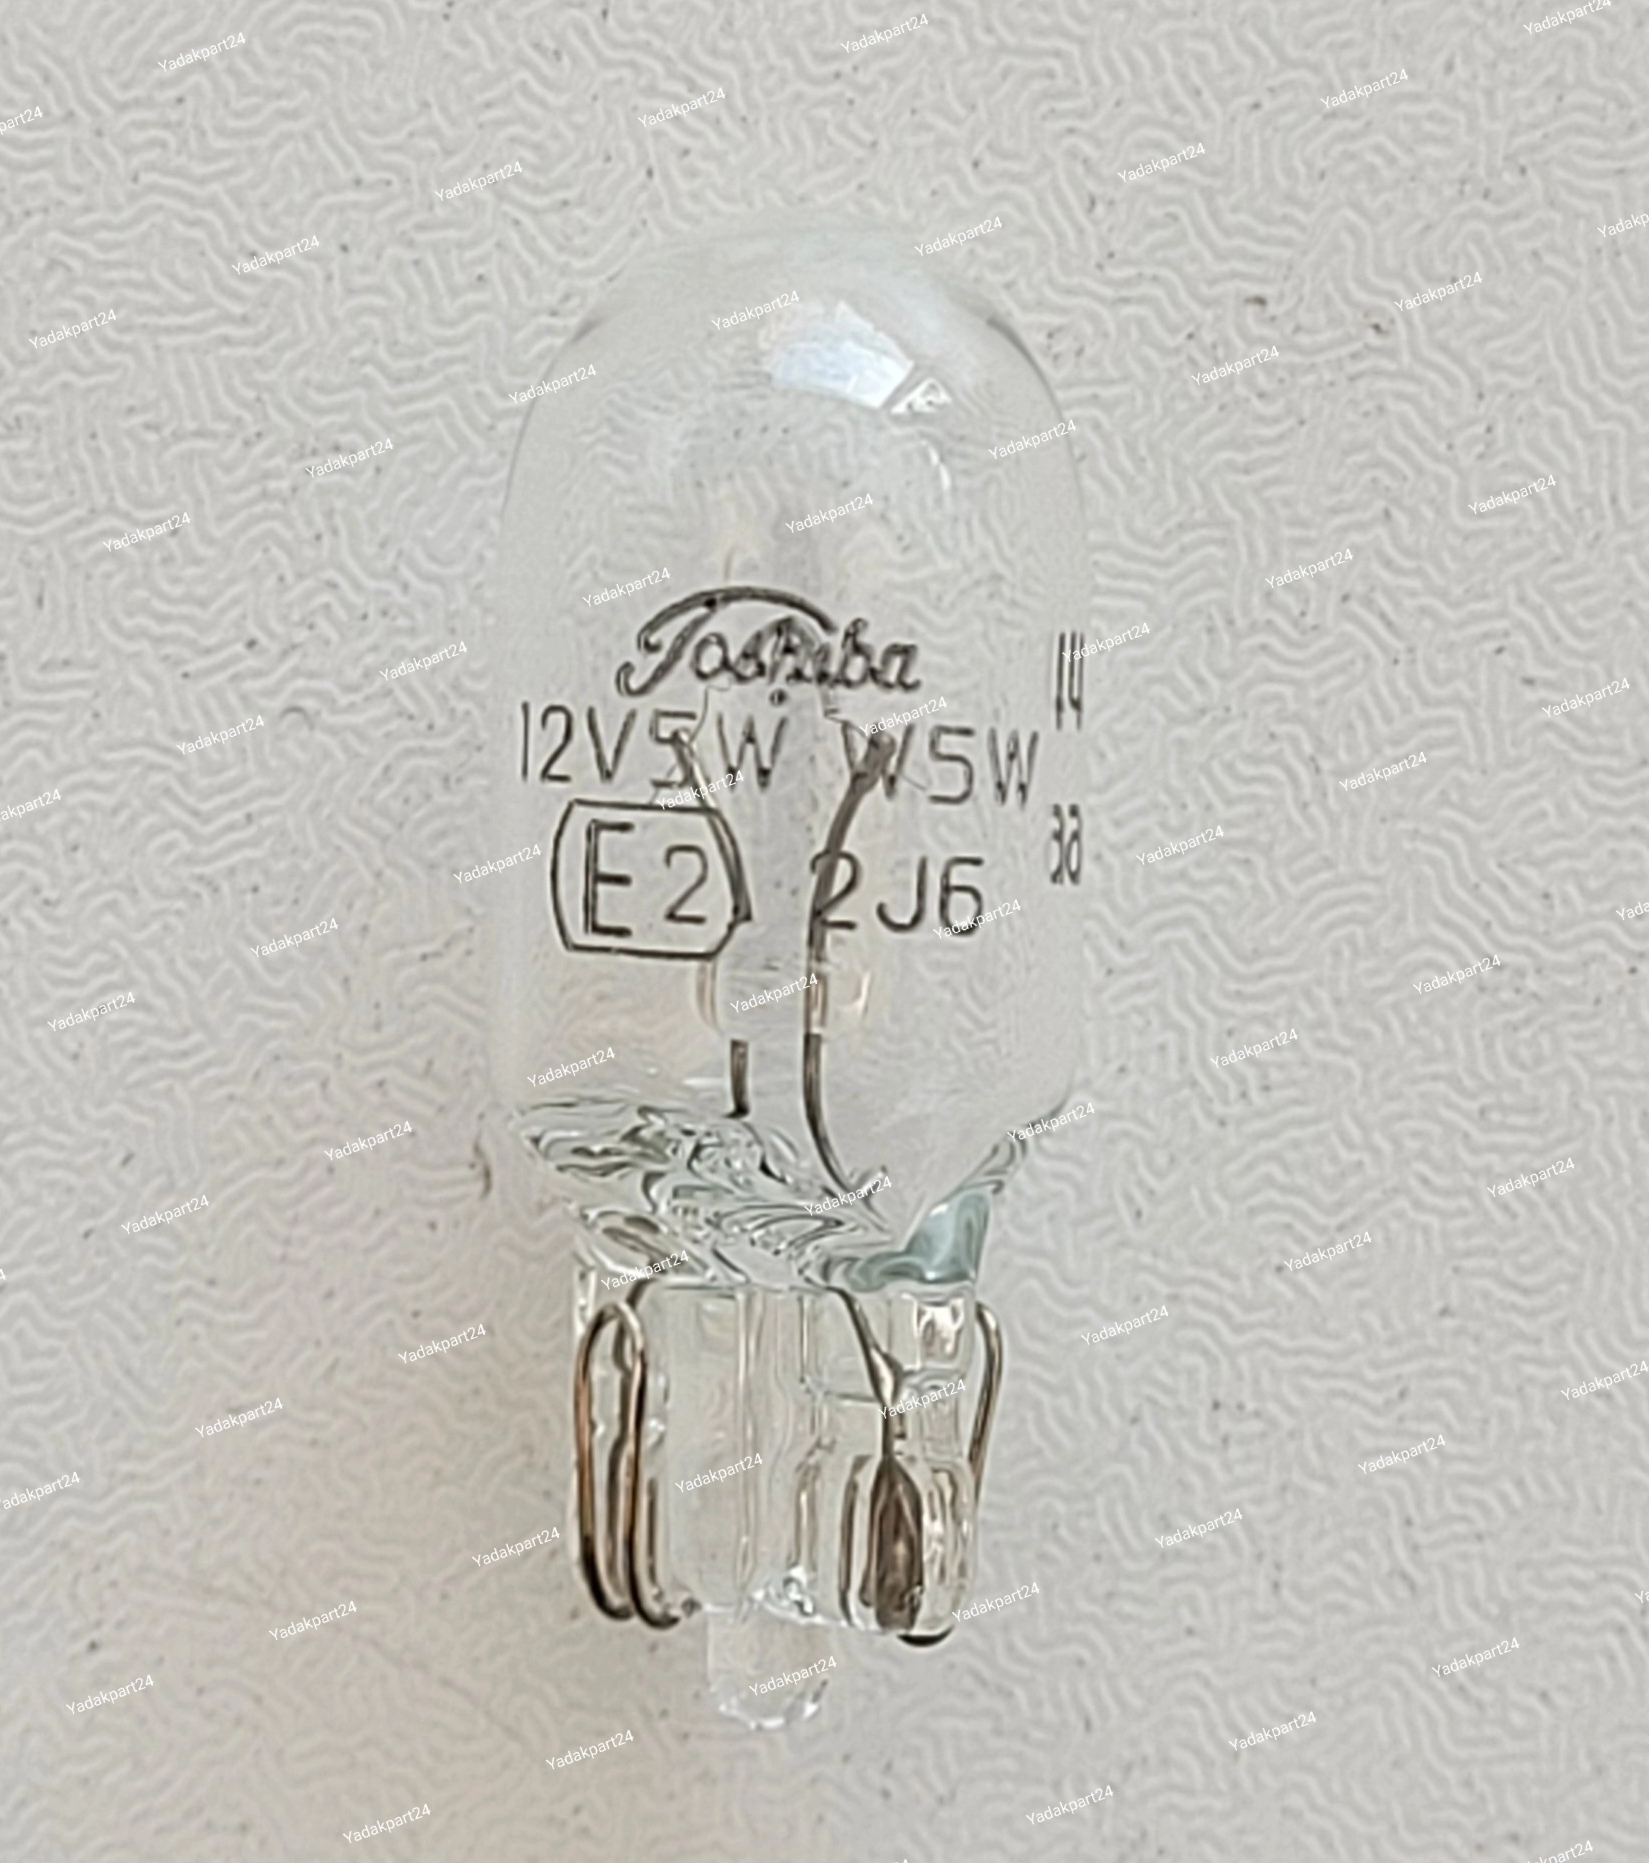 Toshiba
12V5W W5W
E2 2J6
Yadakpart24